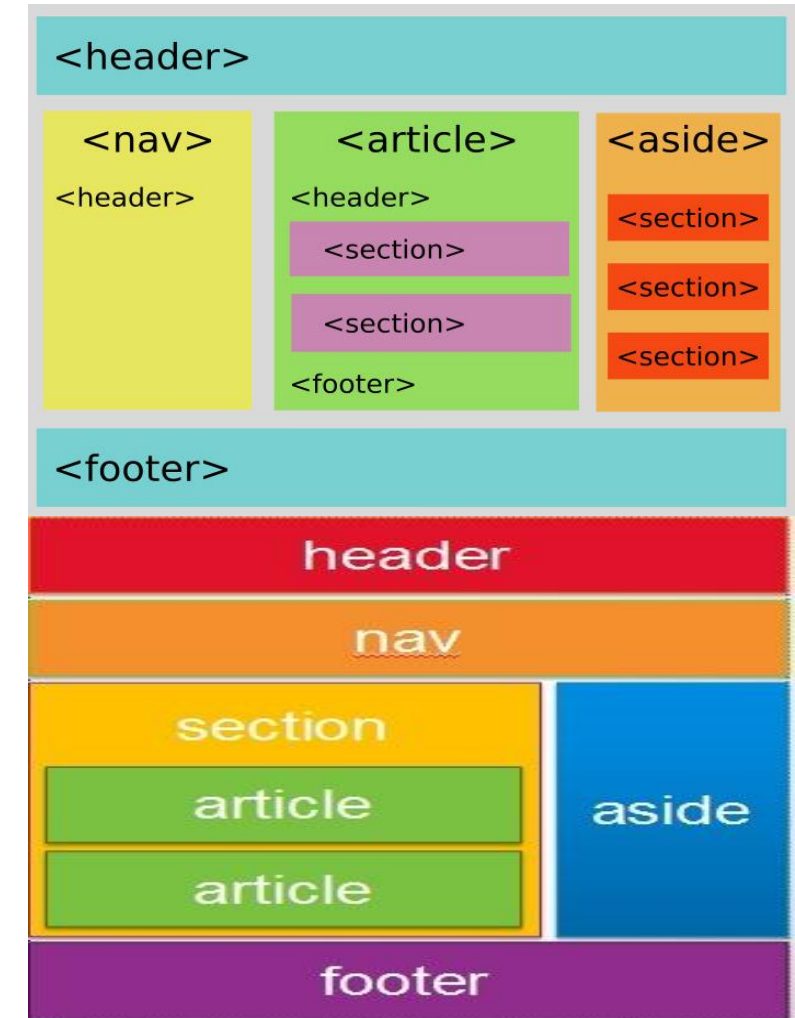 <header>
<nav>
<header>
<article>
<header>
<section>
<section>
<footer>
<aside>
<section>
<section>
<section>
<footer>
header
nav
section
article
article
aside
footer